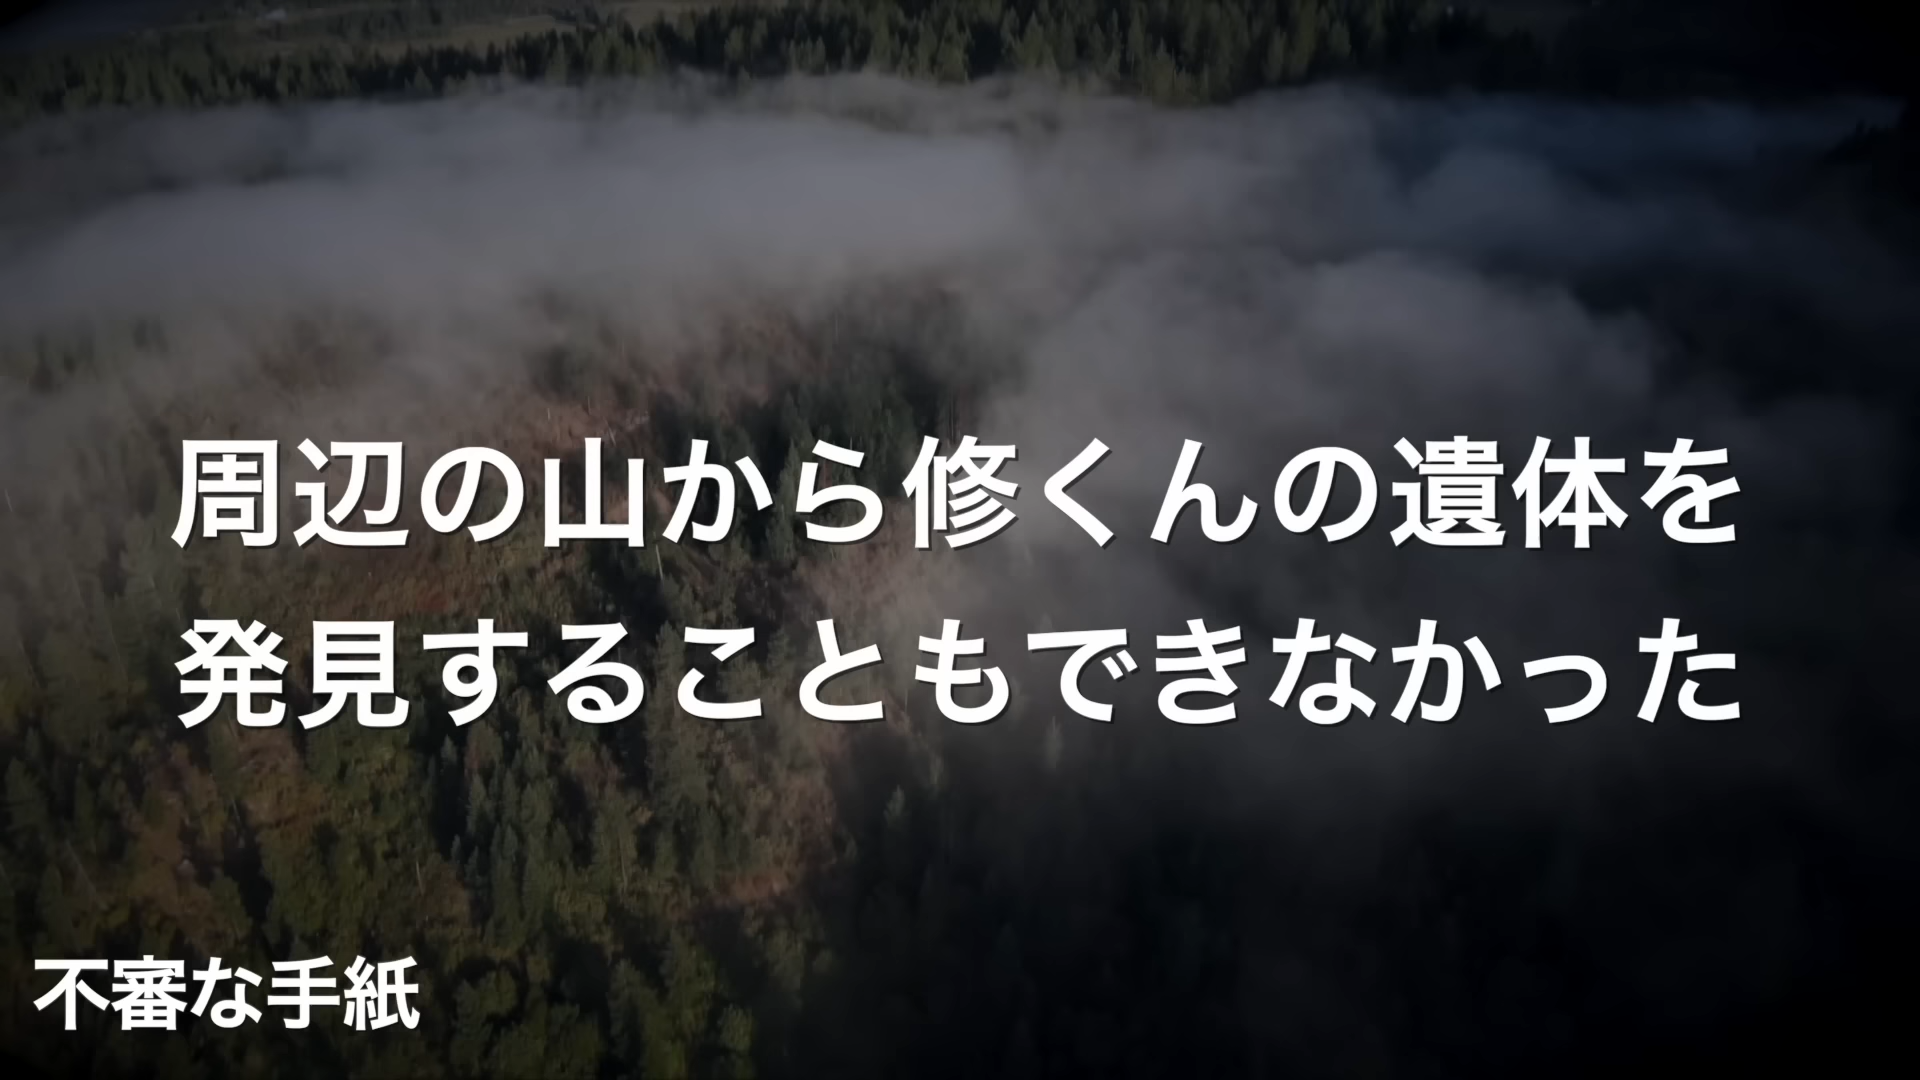 周辺の山から修くんの遺体を
発見することもできなかった
不審な手紙